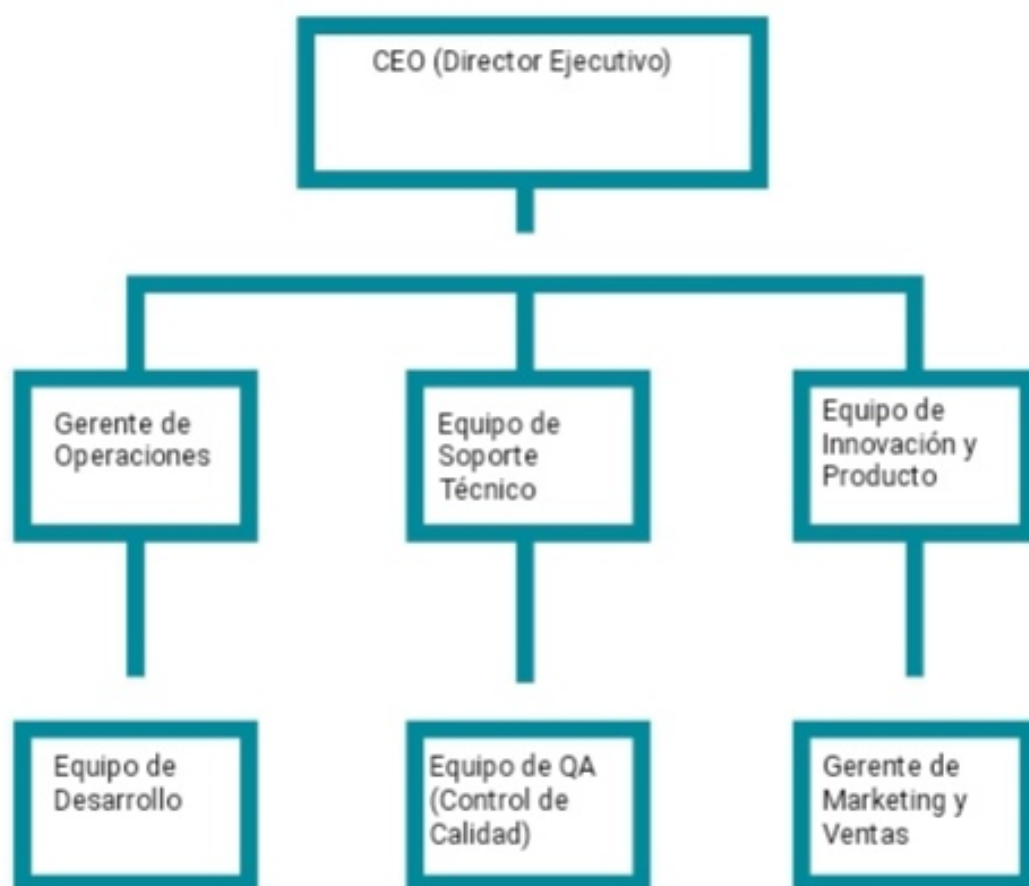 CEO (Director Ejecutivo)
Gerente de
Operaciones
Equipo de
Soporte
Técnico
Equipo de
Innovación y
Producto
Equipo de
Desarrollo
Equipo de QA
(Control de
Calidad)
Gerente de
Marketing y
Ventas